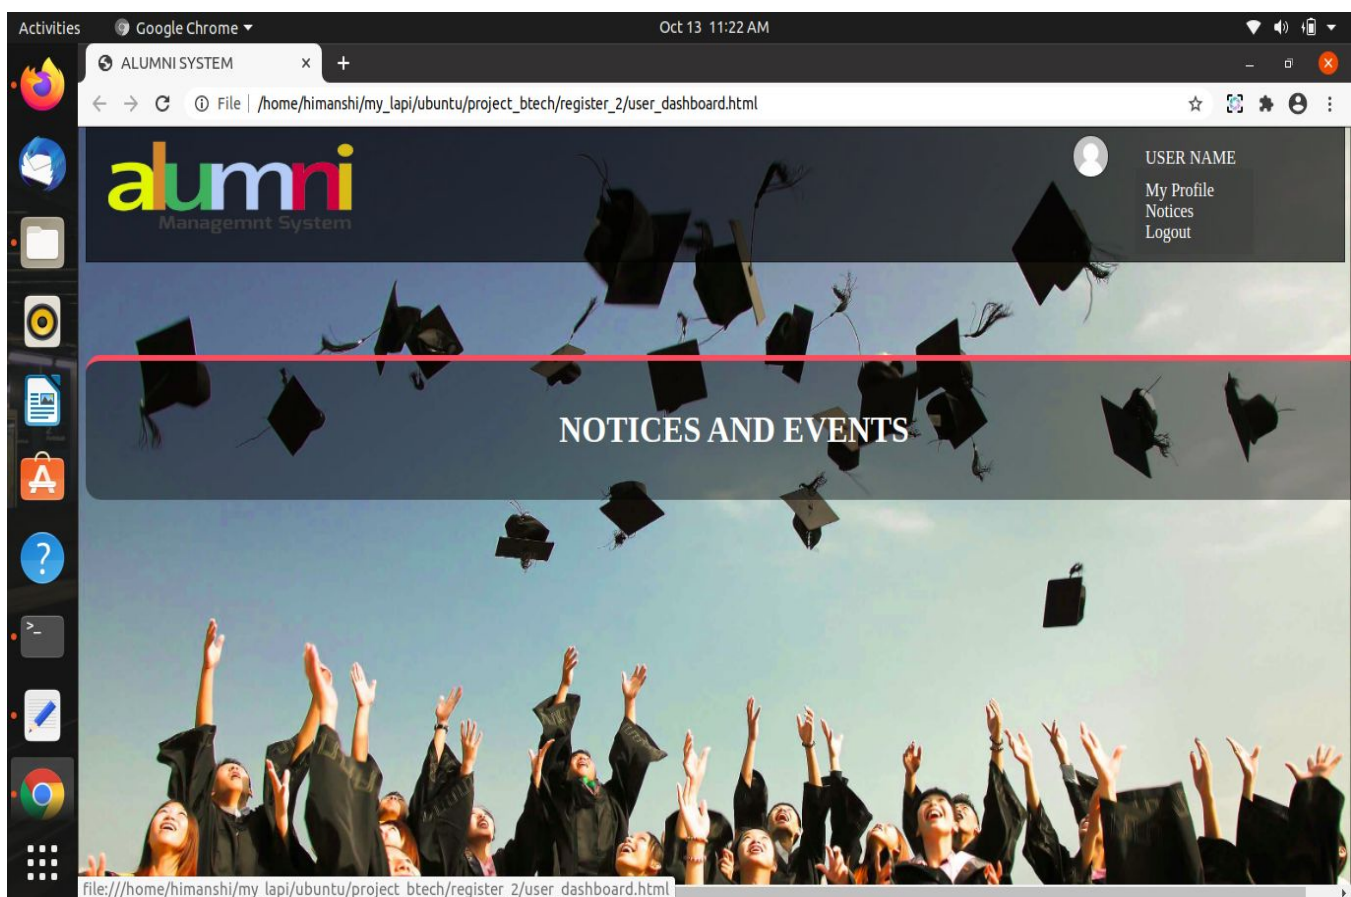 Activities Google Chrome Oct 13 11:22 AM
ALUMNI SYSTEM
File /home/himanshi/my_lapi/ubuntu/project_btech/register_2/user_dashboard.html
alumni
Managemnt System
USER NAME
My Profile
Notices
Logout
NOTICES AND EVENTS
file:///home/himanshi/my_lapi/ubuntu/project_btech/register_2/user_dashboard.html